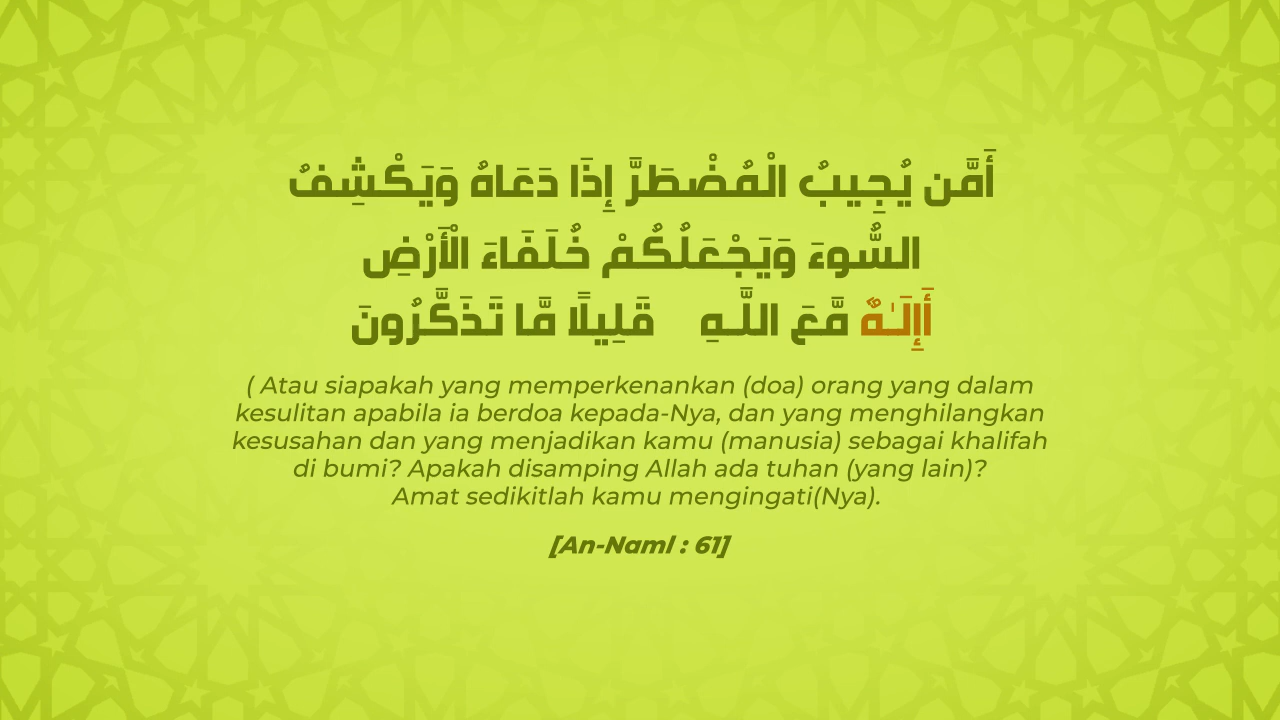 أَمَّن يُجِيبُ الْمُضْطَرَّ إِذَا دَعَاهُ وَيَكْشِفُ
السُّوءَ وَيَجْعَلُكُمْ خُلَفَاءَ الْأَرْضِ
أَإِلَـٰهٌ مَّعَ اللَّـهِ قَلِيلًا مَّا تَذَكَّرُونَ
( Atau siapakah yang memperkenankan (doa) orang yang dalam
kesulitan apabila ia berdoa kepada-Nya, dan yang menghilangkan
kesusahan dan yang menjadikan kamu (manusia) sebagai khalifah
di bumi? Apakah disamping Allah ada tuhan (yang lain)?
Amat sedikitlah kamu mengingati(Nya).
[An-Naml : 61]